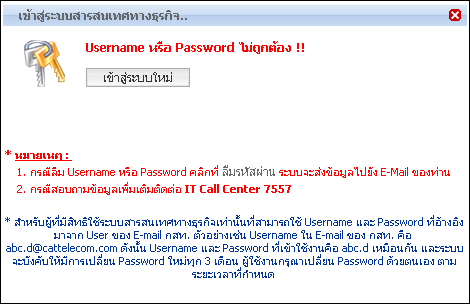 เข้าสู่ระบบสารสนเทศทางธุรกิจ..
Username หรือ Password ไม่ถูกต้อง !!
เข้าสู่ระบบใหม่
* หมายเหตุ :
1. กรณีลืม Username หรือ Password คลิกที่ ลืมรหัสผ่าน ระบบจะส่งข้อมูลไปยัง E-Mail ของท่าน
2. กรณีสอบถามข้อมูลเพิ่มเติมติดต่อ IT Call Center 7557
* สำหรับผู้ที่มีสิทธิใช้ระบบสารสนเทศทางธุรกิจเท่านั้นที่สามารถใช้ Username และ Password ที่อ้างอิง
มาจาก User ของ E-mail กสท. ตัวอย่างเช่น Username ใน E-mail ของ กสท. คือ
abc.d@cattelecom.com ดังนั้น Username และ Password ที่เข้าใช้งานคือ abc.d เหมือนกัน และระบบ
จะบังคับให้มีการเปลี่ยน Password ใหม่ทุก 3 เดือน ผู้ใช้งานกรุณาเปลี่ยน Password ด้วยตนเอง ตาม
ระยะเวลาที่กำหนด